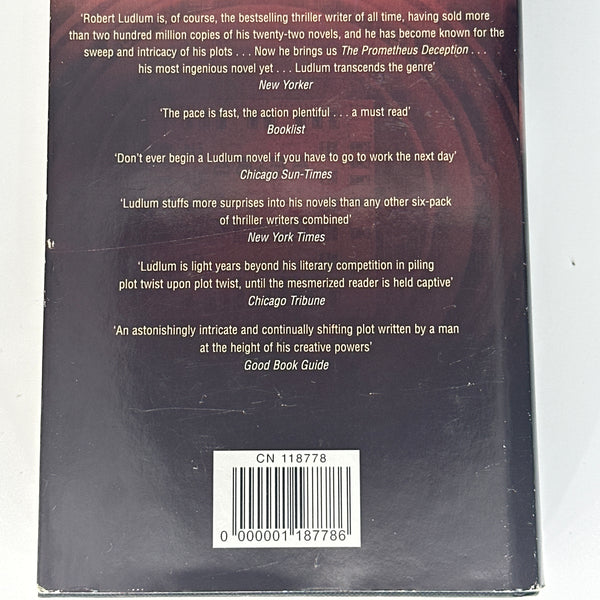 ‘Robert Ludlum is, of course, the bestselling thriller writer of all time, having sold more
than two hundred million copies of his twenty-two novels, and he has become known for the
sweep and intricacy of his plots . . . Now he brings us The Prometheus Deception . . .
his most ingenious novel yet . . . Ludlum transcends the genre’
New Yorker
‘The pace is fast, the action plentiful . . . a must read’
Booklist
‘Don’t ever begin a Ludlum novel if you have to go to work the next day’
Chicago Sun-Times
‘Ludlum stuffs more surprises into his novels than any other six-pack
of thriller writers combined’
New York Times
‘Ludlum is light years beyond his literary competition in piling
plot twist upon plot twist, until the mesmerized reader is held captive’
Chicago Tribune
‘An astonishingly intricate and continually shifting plot written by a man
at the height of his creative powers’
Good Book Guide
CN 118778
0 000001 187786